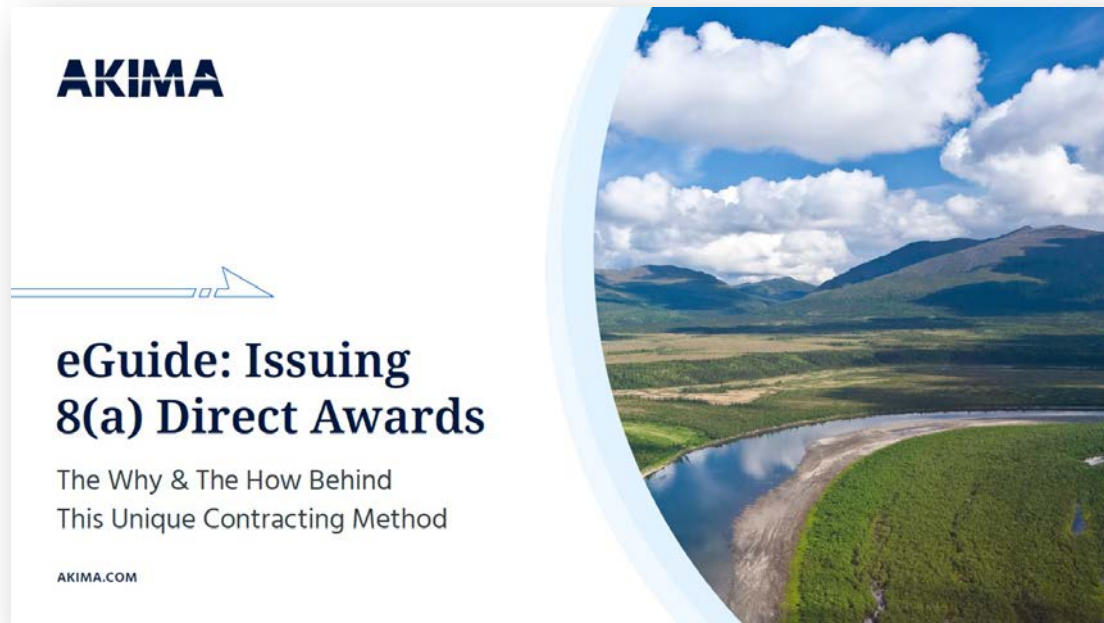 AKIMA
eGuide: Issuing
8(a) Direct Awards
The Why & The How Behind
This Unique Contracting Method
AKIMA.COM